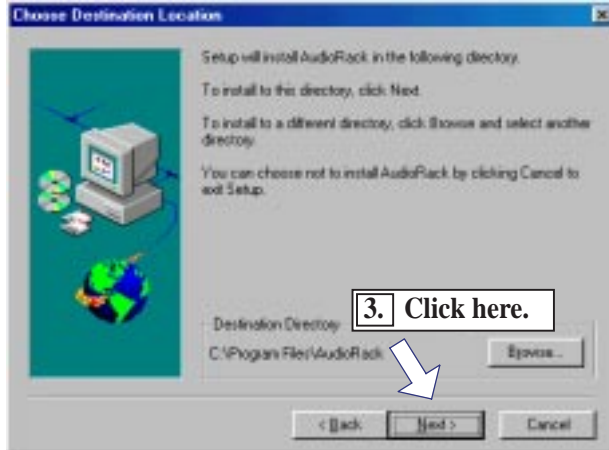 Choose Destination Location
Setup will install AudioRack in the following directory.
To install to this directory, click Next.
To install to a different directory, click Browse and select another
directory.
You can choose not to install AudioRack by clicking Cancel to
exit Setup.
3. Click here.
Destination Directory
C:\Program Files\AudioRack
Browse...
< Back
Next >
Cancel